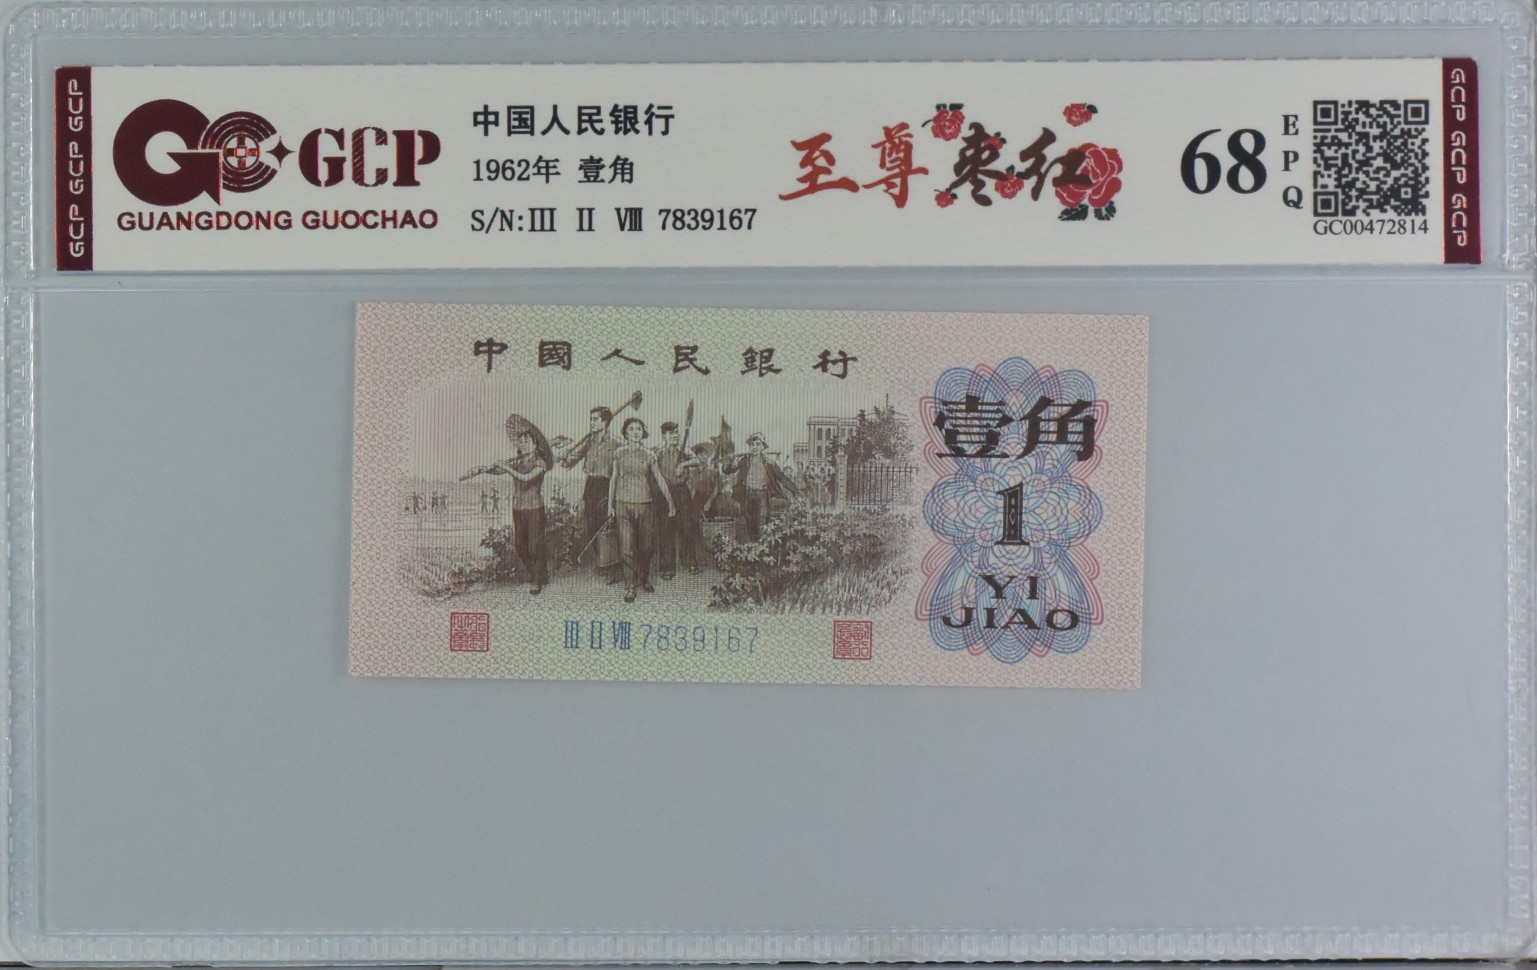 GCP GCP GCP
GCP
GUANGDONG GUOCHAO
中国人民银行
1962年 壹角
S/N:III II VIII 7839167
至尊枣红
68
EPQ
GC00472814
GCP GCP GCP
中國人民銀行
壹角
1
YI
JIAO
III II VIII 7839167